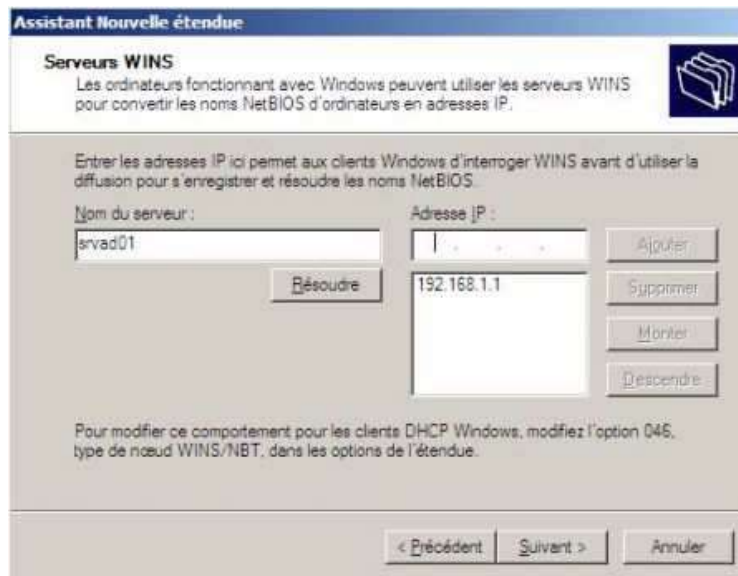 Assistant Nouvelle étendue
Serveurs WINS
Les ordinateurs fonctionnant avec Windows peuvent utiliser les serveurs WINS
pour convertir les noms NetBIOS d'ordinateurs en adresses IP.
Entrer les adresses IP ici permet aux clients Windows d'interroger WINS avant d'utiliser la
diffusion pour s'enregistrer et résoudre les noms NetBIOS.
Nom du serveur :
Adresse IP :
srvad01
Ajouter
Résoudre
192.168.1.1
Supprimer
Monter
Descendre
Pour modifier ce comportement pour les clients DHCP Windows, modifiez l'option 046,
type de nœud WINS/NBT, dans les options de l'étendue.
< Précédent
Suivant >
Annuler